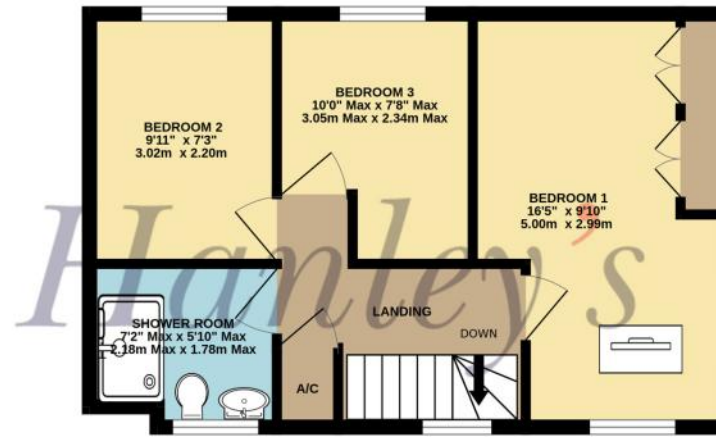 BEDROOM 2
9'11" x 7'3"
3.02m x 2.20m
BEDROOM 3
10'0" Max x 7'8" Max
3.05m Max x 2.34m Max
BEDROOM 1
16'5" x 9'10"
5.00m x 2.99m
Hanley's
SHOWER ROOM
7'2" Max x 5'10" Max
2.18m Max x 1.78m Max
LANDING
DOWN
A/C